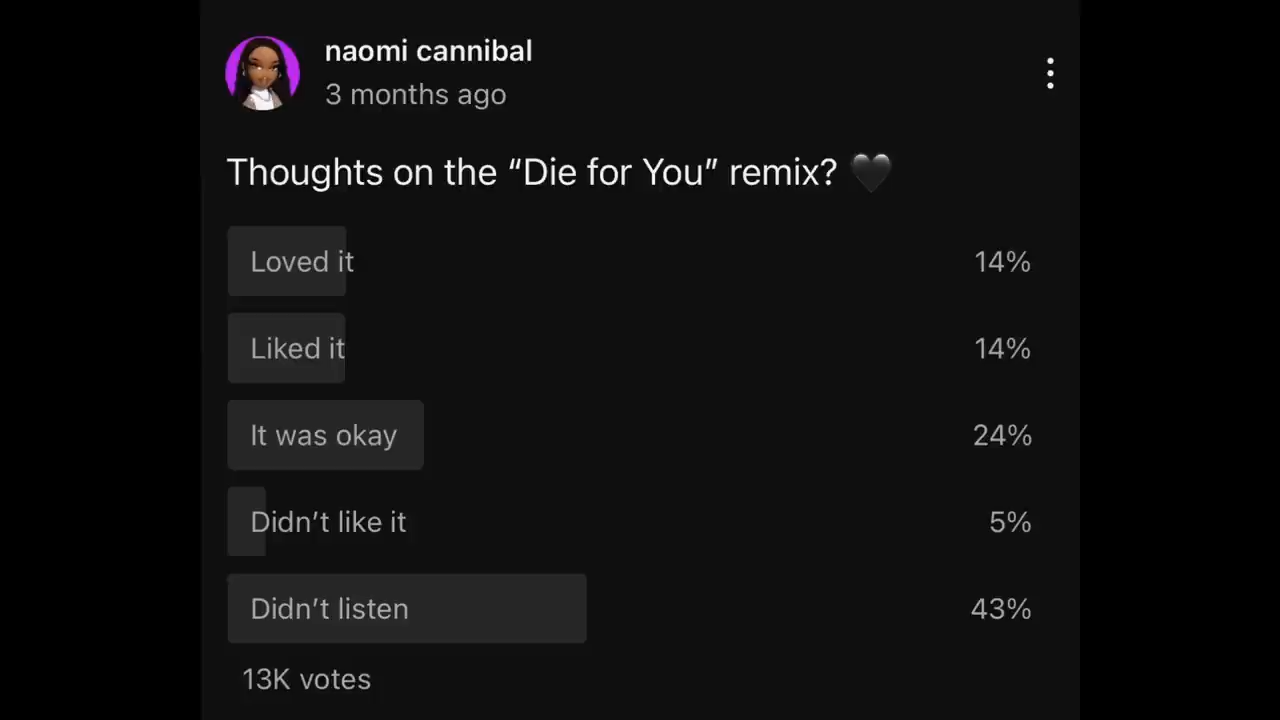 naomi cannibal
3 months ago
Thoughts on the “Die for You” remix? 🖤
Loved it 14%
Liked it 14%
It was okay 24%
Didn’t like it 5%
Didn’t listen 43%
13K votes